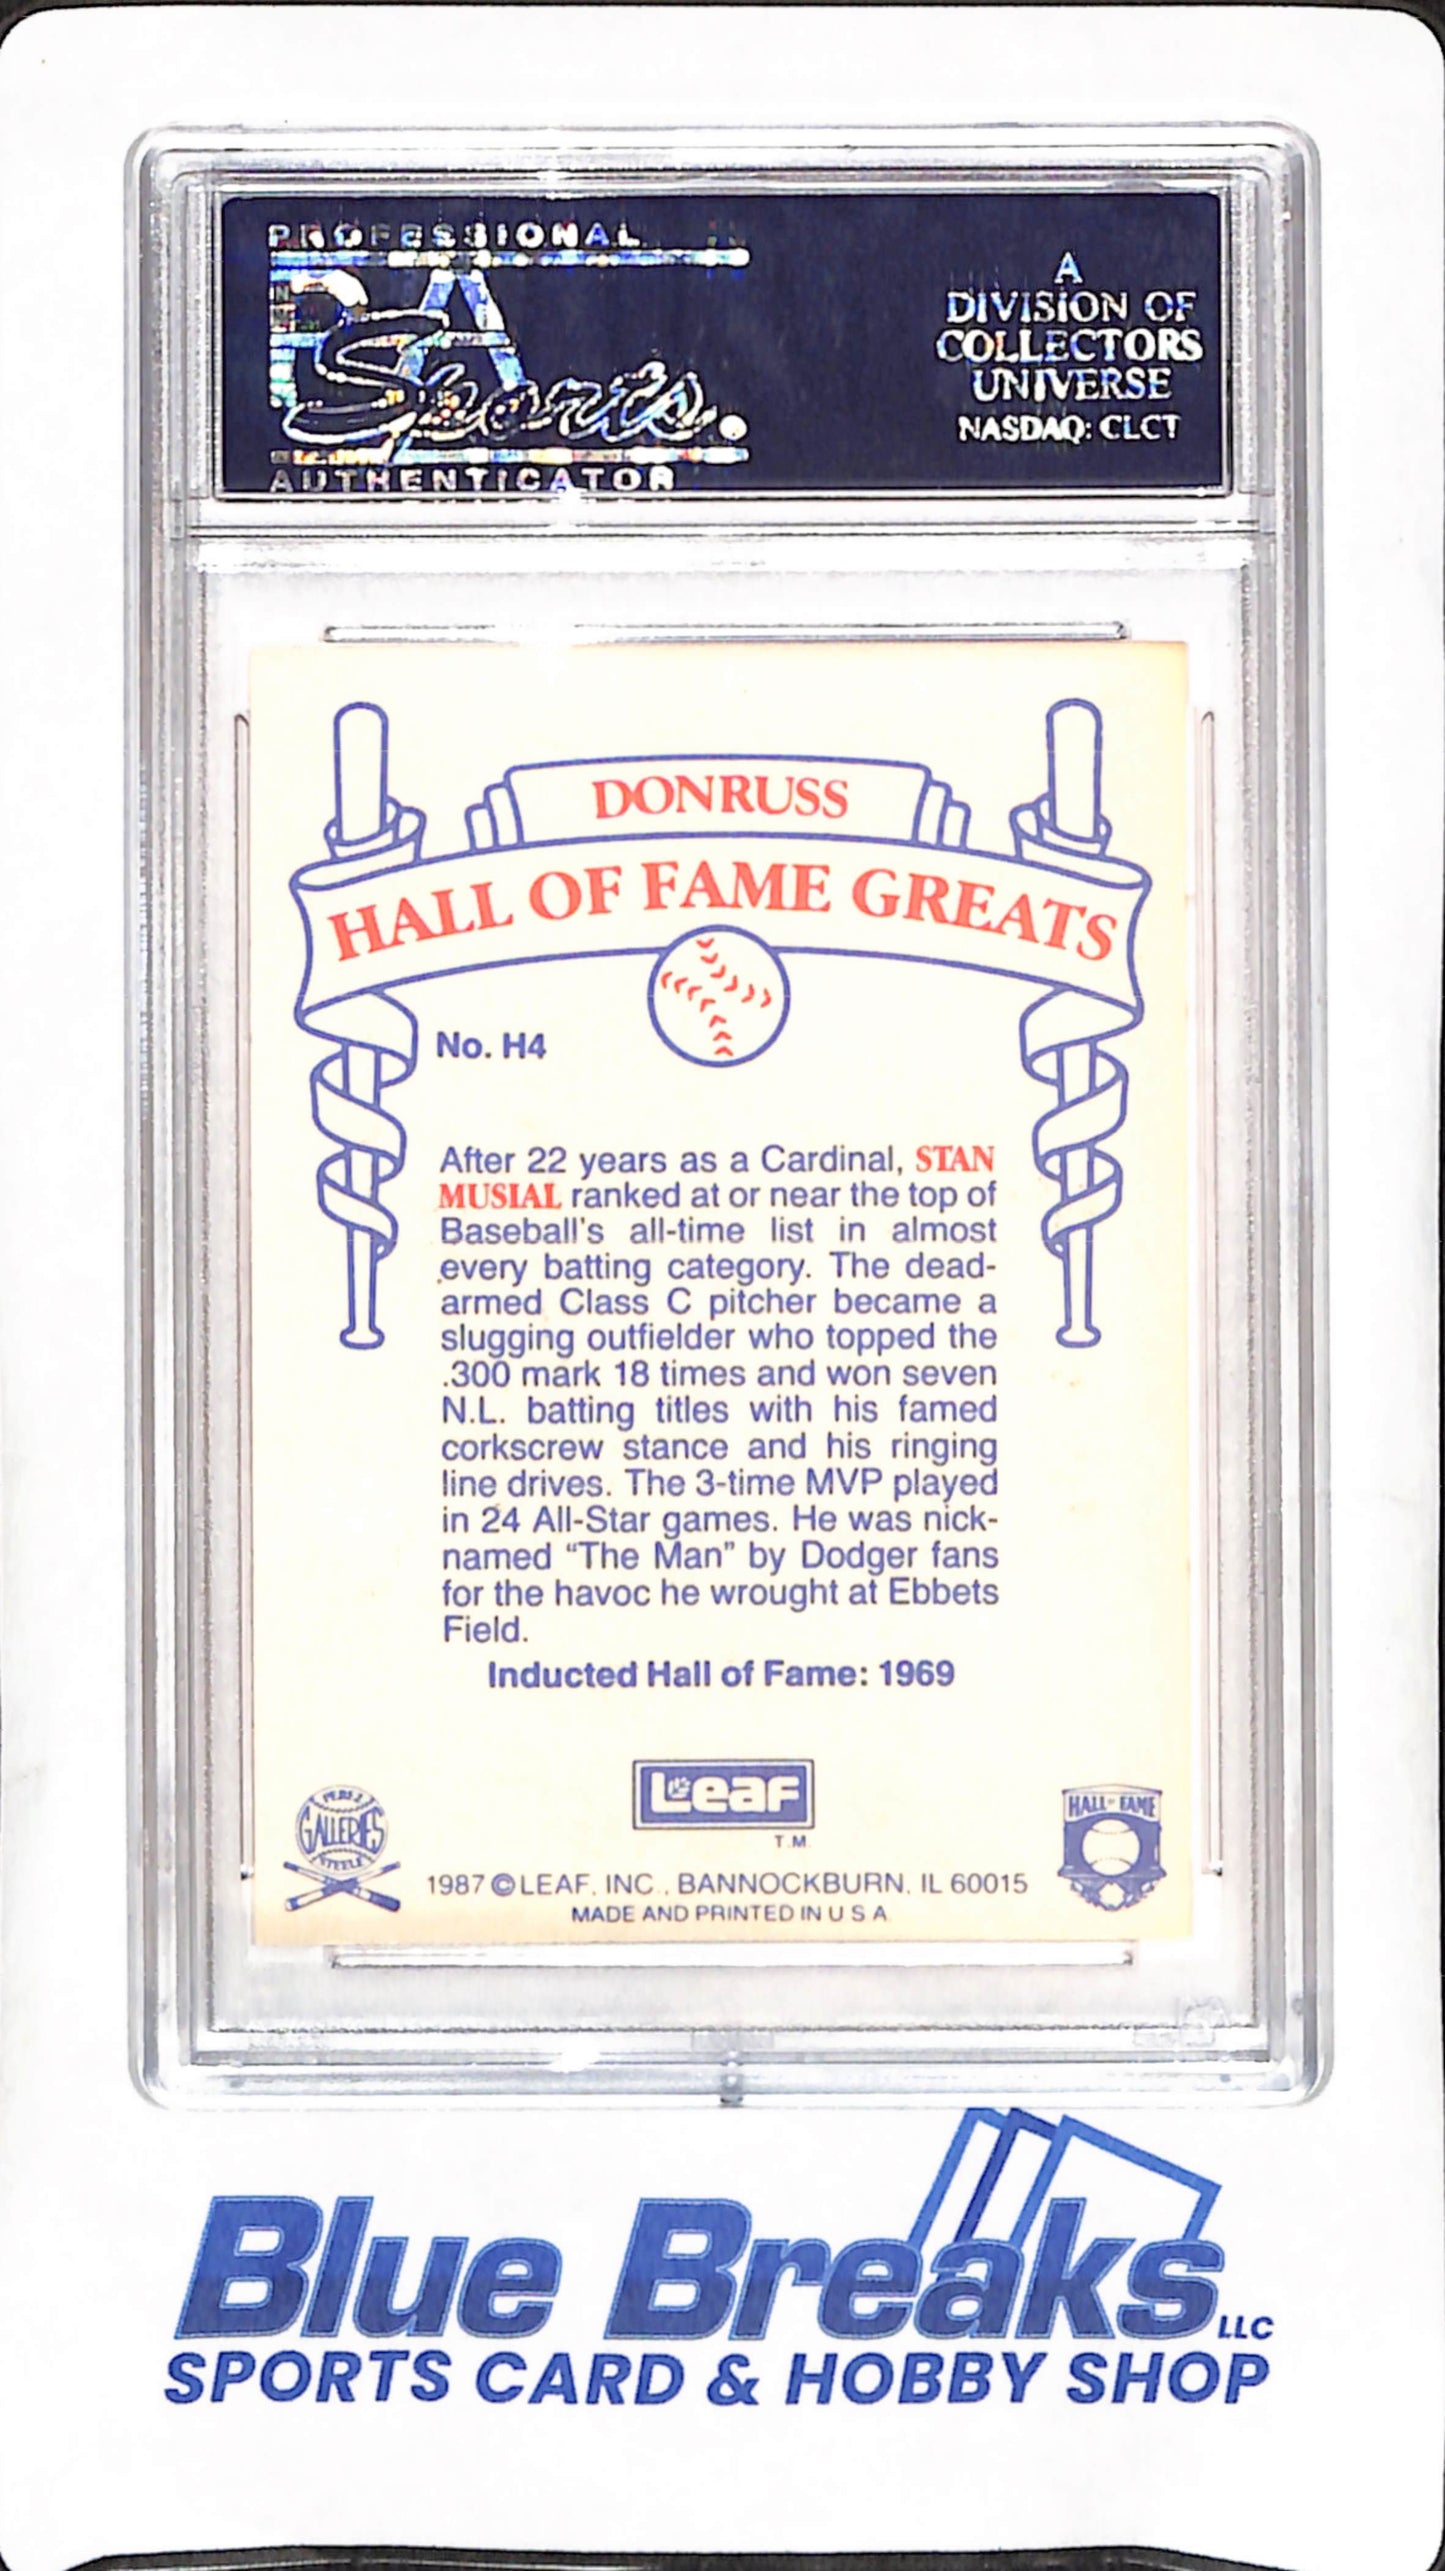 PROFESSIONAL
PSA
Sports
AUTHENTICATOR
A
DIVISION OF
COLLECTORS
UNIVERSE
NASDAQ: CLCT
DONRUSS
HALL OF FAME GREATS
No. H4
After 22 years as a Cardinal, STAN
MUSIAL ranked at or near the top of
Baseball's all-time list in almost
every batting category. The dead-
armed Class C pitcher became a
slugging outfielder who topped the
.300 mark 18 times and won seven
N.L. batting titles with his famed
corkscrew stance and his ringing
line drives. The 3-time MVP played
in 24 All-Star games. He was nick-
named “The Man” by Dodger fans
for the havoc he wrought at Ebbets
Field.
Inducted Hall of Fame: 1969
Leaf
T.M.
PEREZ
GALLERIES
STEELE
HALL OF FAME
1987 © LEAF, INC., BANNOCKBURN, IL 60015
MADE AND PRINTED IN U S A
Blue Breaks LLC
SPORTS CARD & HOBBY SHOP